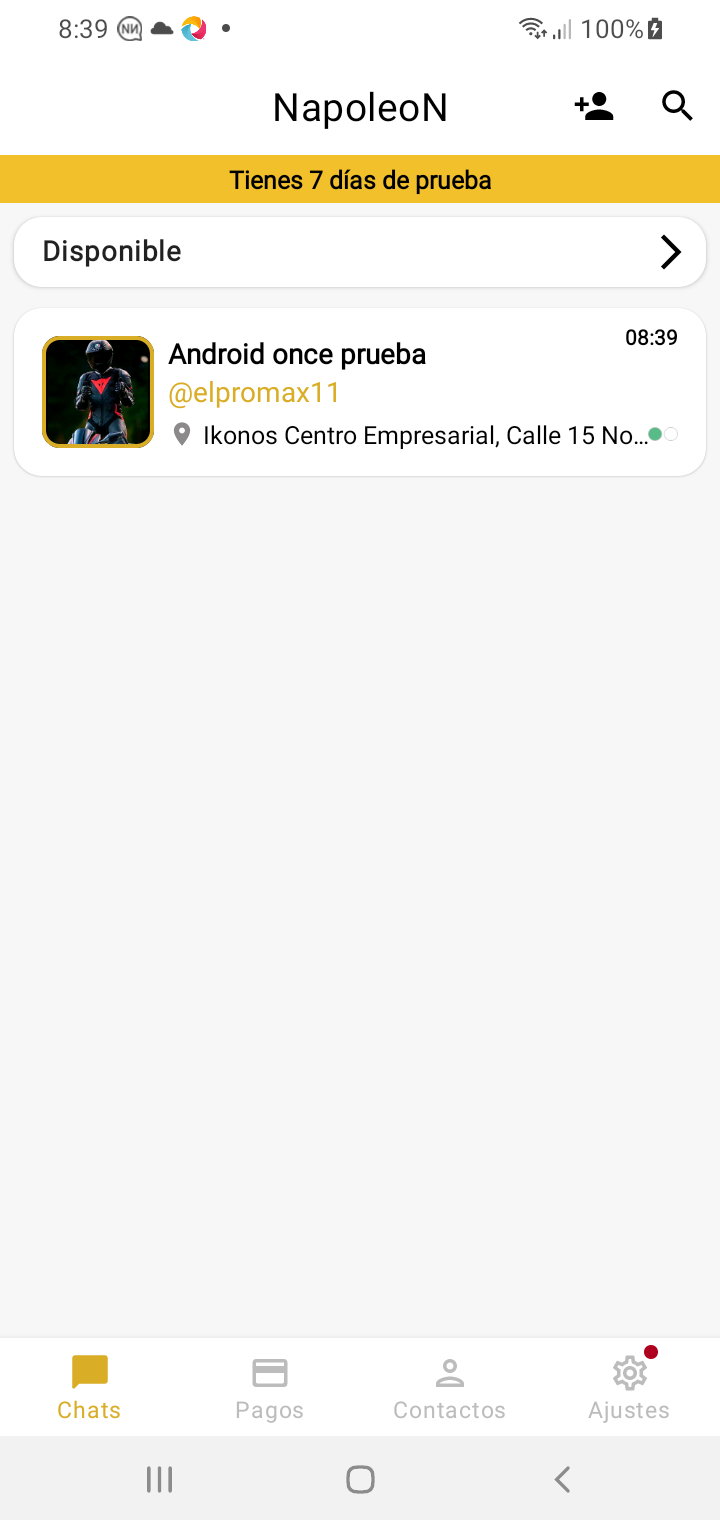 8:39
100%
NapoleoN
Tienes 7 días de prueba
Disponible
08:39
Android once prueba
@elpromax11
Ikonos Centro Empresarial, Calle 15 No...
Chats
Pagos
Contactos
Ajustes